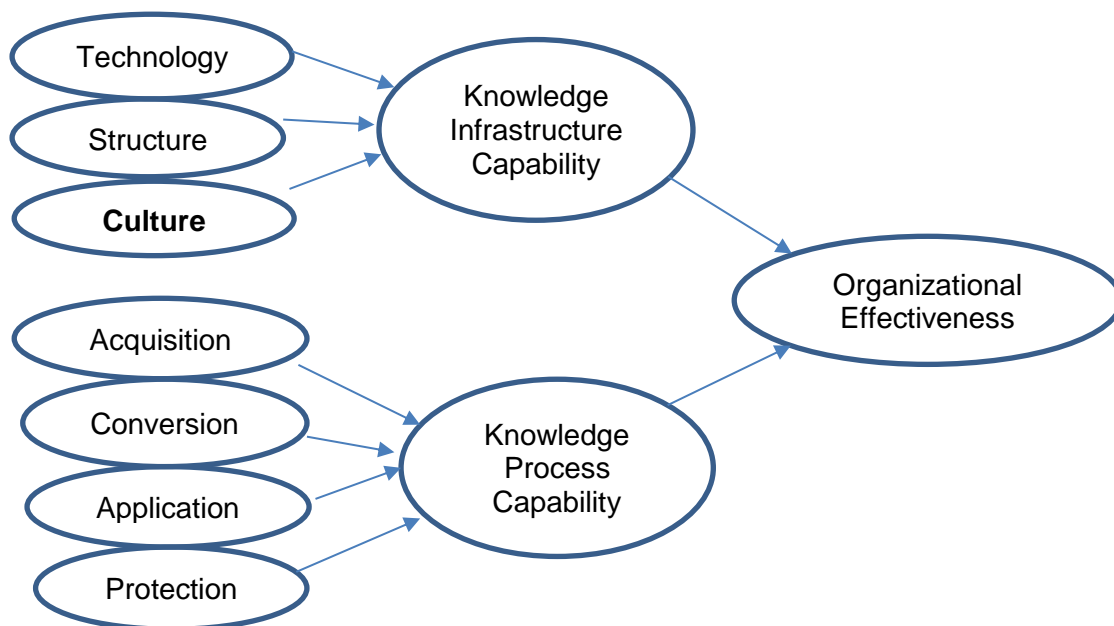 Technology
Structure
Culture
Knowledge
Infrastructure
Capability
Organizational
Effectiveness
Acquisition
Conversion
Application
Protection
Knowledge
Process
Capability